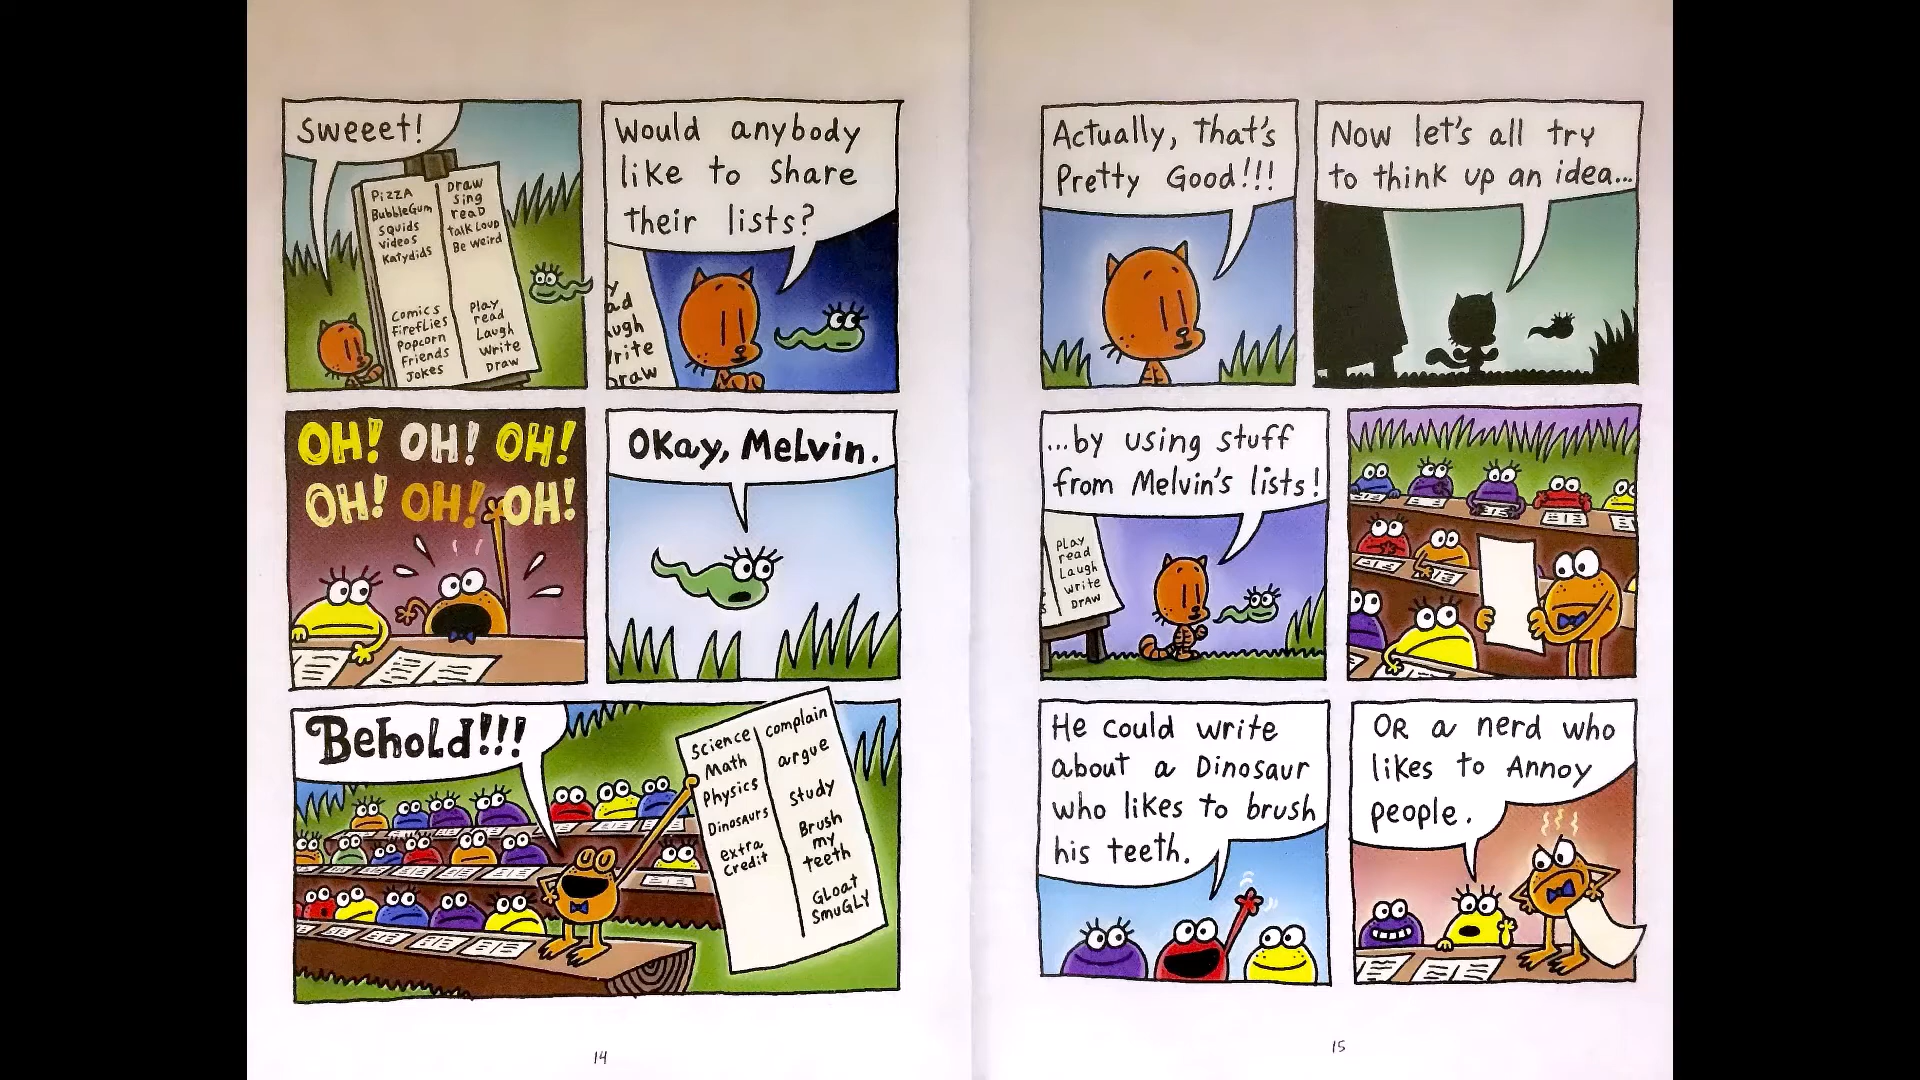 Sweeet!
Pizza
BubbleGum
squids
videos
Katydids
Comics
Fireflies
Popcorn
Friends
Jokes
Draw
sing
read
talk Loud
Be weird
Play
read
Laugh
write
Draw
Would anybody
like to share
their lists?
y
ad
ugh
rite
raw
OH! OH! OH!
OH! OH! OH!
Okay, Melvin.
Behold!!!
Science
Math
Physics
Dinosaurs
extra
credit
complain
argue
study
Brush
my
teeth
Gloat
smuGLY
14
Actually, that's
Pretty Good!!!
Now let's all try
to think up an idea...
...by using stuff
from Melvin's lists!
Play
read
Laugh
write
Draw
He could write
about a Dinosaur
who likes to brush
his teeth.
OR a nerd who
likes to Annoy
people.
15